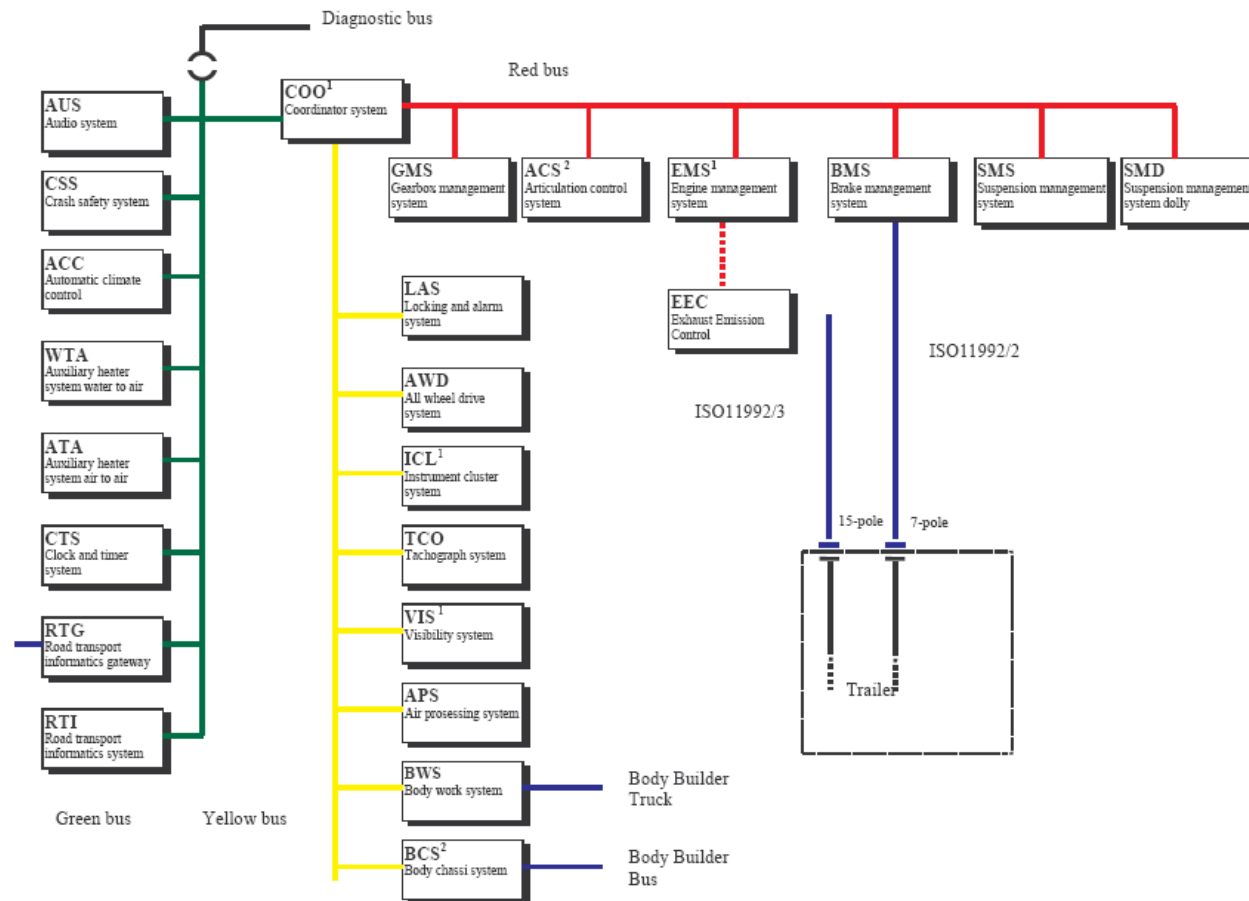 Diagnostic bus
Red bus
COO¹
Coordinator system
AUS
Audio system
CSS
Crash safety system
ACC
Automatic climate
control
WTA
Auxiliary heater
system water to air
ATA
Auxiliary heater
system air to air
CTS
Clock and timer
system
RTG
Road transport
informatics gateway
RTI
Road transport
informatics system
Green bus
Yellow bus
GMS
Gearbox management
system
ACS²
Articulation control
system
EMS¹
Engine management
system
BMS
Brake management
system
SMS
Suspension management
system
SMD
Suspension management
system dolly
EEC
Exhaust Emission
Control
LAS
Locking and alarm
system
AWD
All wheel drive
system
ICL¹
Instrument cluster
system
TCO
Tachograph system
VIS¹
Visibility system
APS
Air prosessing system
BWS
Body work system
BCS²
Body chassi system
Body Builder
Truck
Body Builder
Bus
ISO11992/2
ISO11992/3
15-pole
7-pole
Trailer